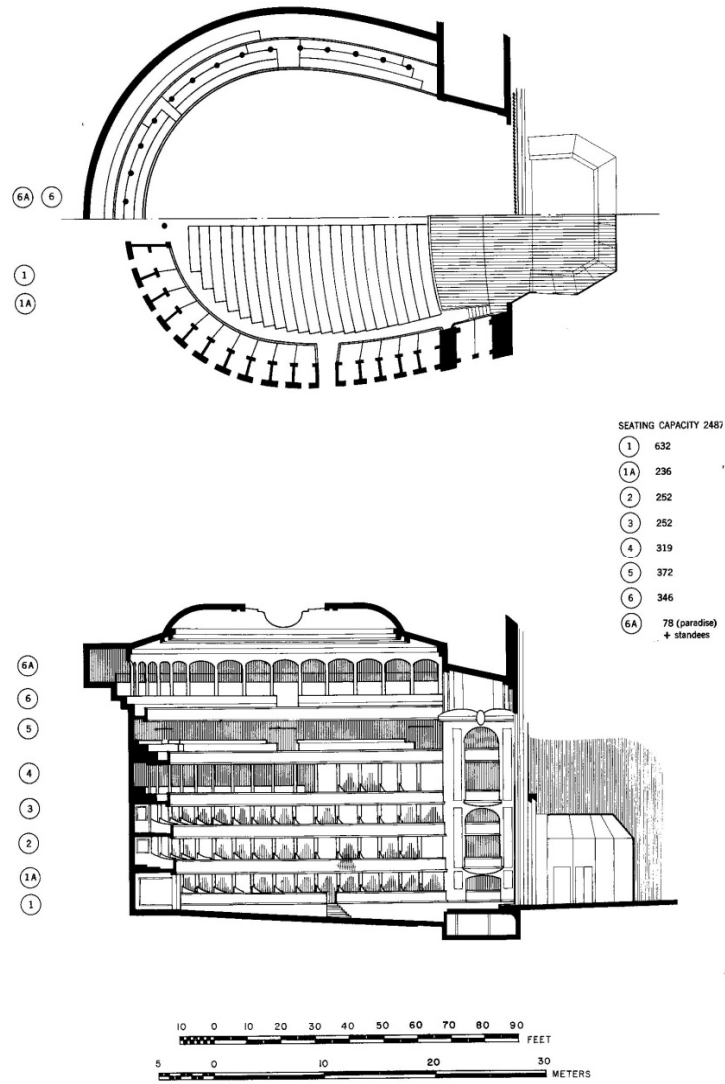 6A 6
1
1A
SEATING CAPACITY 2487
1 632
1A 236
2 252
3 252
4 319
5 372
6 346
6A 78 (paradise)
+ standees
6A
6
5
4
3
2
1A
1
10 0 10 20 30 40 50 60 70 80 90 FEET
5 0 10 20 30 METERS